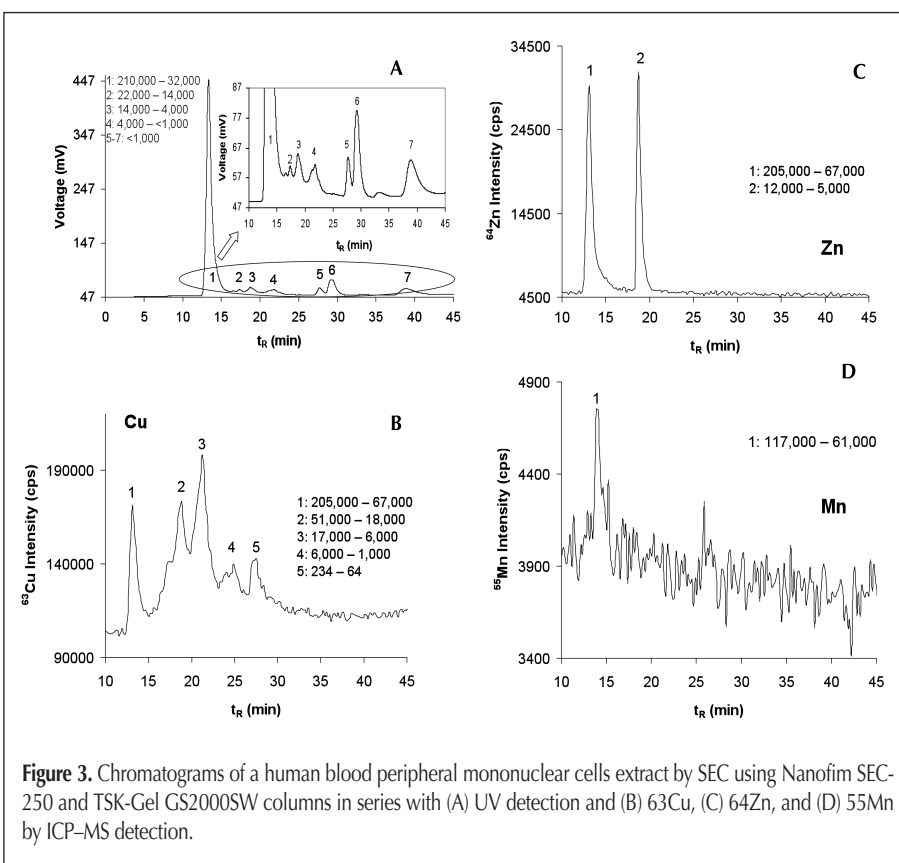 A
1: 210,000 – 32,000
2: 22,000 – 14,000
3: 14,000 – 4,000
4: 4,000 – <1,000
5-7: <1,000
Voltage (mV)
447
347
247
147
47
0 5 10 15 20 25 30 35 40 45
tR (min)
1 2 3 4 5 6 7
Voltage (mV)
87
77
67
57
47
10 15 20 25 30 35 40 45
tR (min)
1 2 3 4 5 6 7
C
64Zn Intensity (cps)
34500
24500
14500
4500
1 2
1: 205,000 – 67,000
2: 12,000 – 5,000
Zn
10 15 20 25 30 35 40 45
tR (min)
Cu
B
63Cu Intensity (cps)
190000
140000
90000
1 2 3 4 5
1: 205,000 – 67,000
2: 51,000 – 18,000
3: 17,000 – 6,000
4: 6,000 – 1,000
5: 234 – 64
10 15 20 25 30 35 40 45
tR (min)
D
55Mn Intensity (cps)
4900
4400
3900
3400
1
1: 117,000 – 61,000
Mn
10 15 20 25 30 35 40 45
tR (min)
Figure 3. Chromatograms of a human blood peripheral mononuclear cells extract by SEC using Nanofim SEC-
250 and TSK-Gel GS2000SW columns in series with (A) UV detection and (B) 63Cu, (C) 64Zn, and (D) 55Mn
by ICP–MS detection.